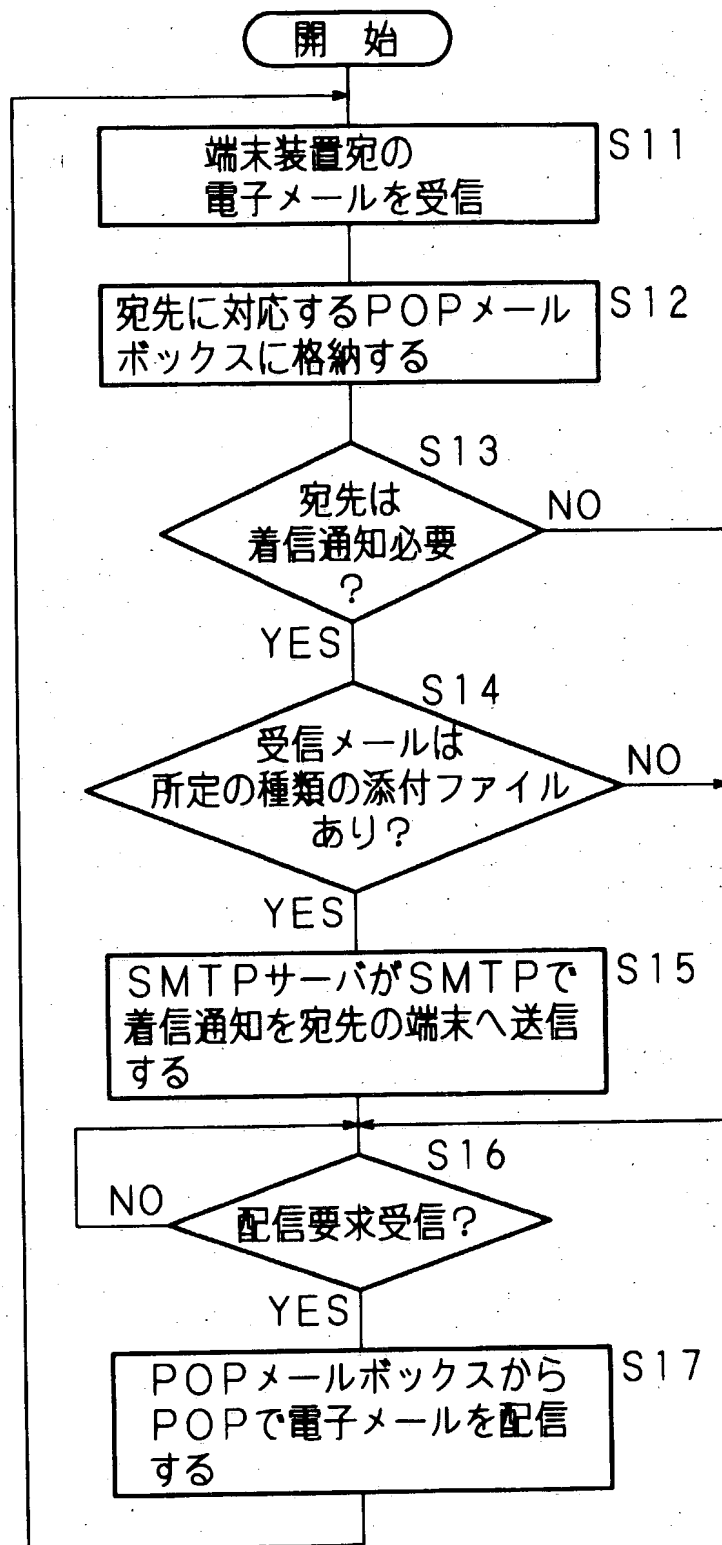 開 始
端末装置宛の
電子メールを受信
S11
宛先に対応するPOPメール
ボックスに格納する
S12
S13
宛先は
着信通知必要
?
NO
YES
S14
受信メールは
所定の種類の添付ファイル
あり?
NO
YES
SMTPサーバがSMTPで
着信通知を宛先の端末へ送信
する
S15
S16
配信要求受信?
NO
YES
POPメールボックスから
POPで電子メールを配信
する
S17